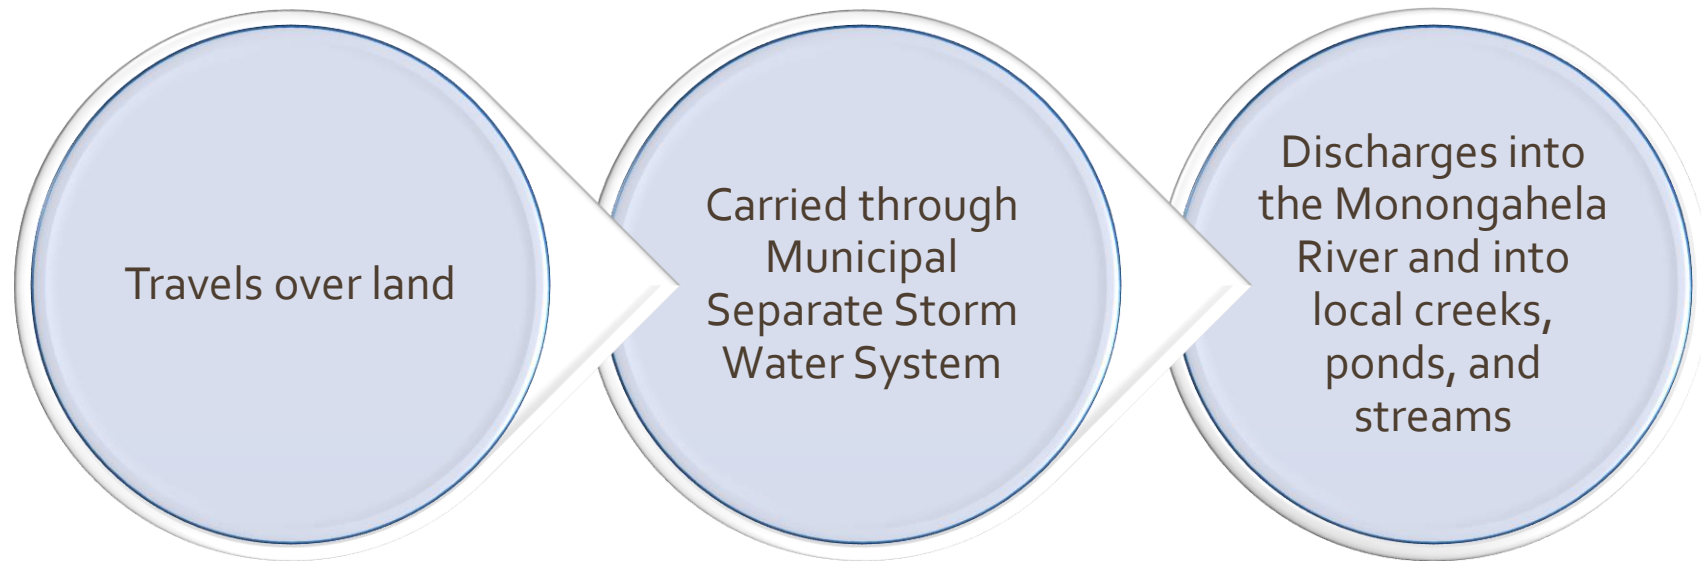 Travels over land
Carried through
Municipal
Separate Storm
Water System
Discharges into
the Monongahela
River and into
local creeks,
ponds, and
streams